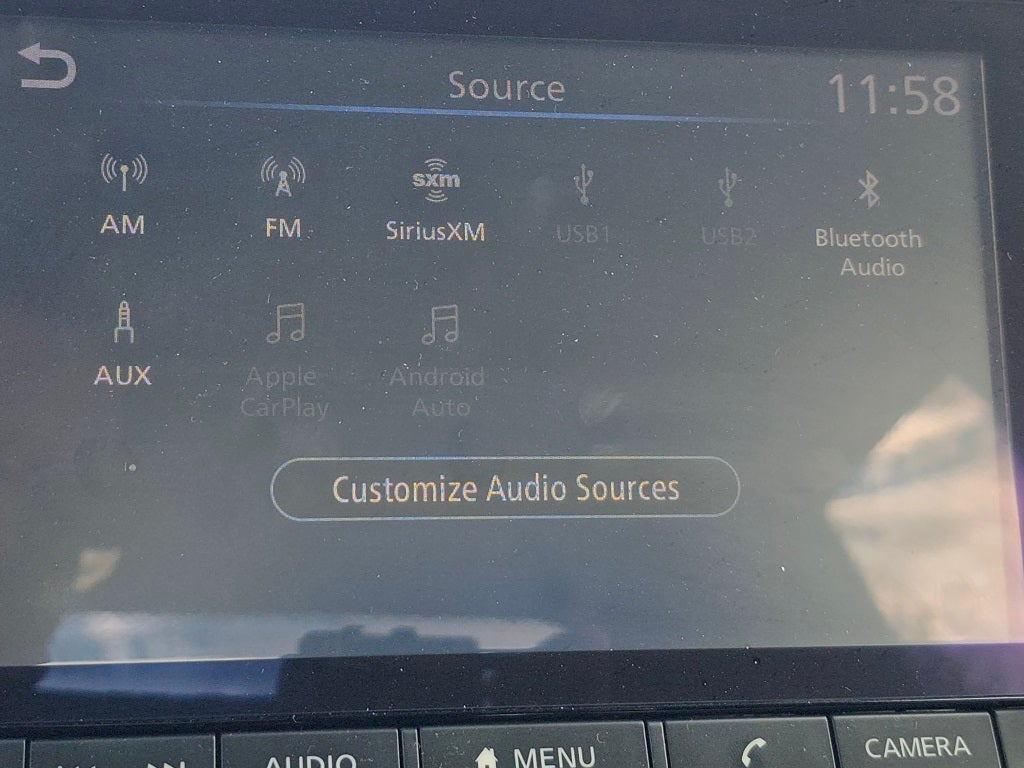 Source
11:58
AM
FM
sxm
SiriusXM
USB1
USB2
Bluetooth
Audio
AUX
Apple
CarPlay
Android
Auto
Customize Audio Sources
AUDIO
MENU
CAMERA